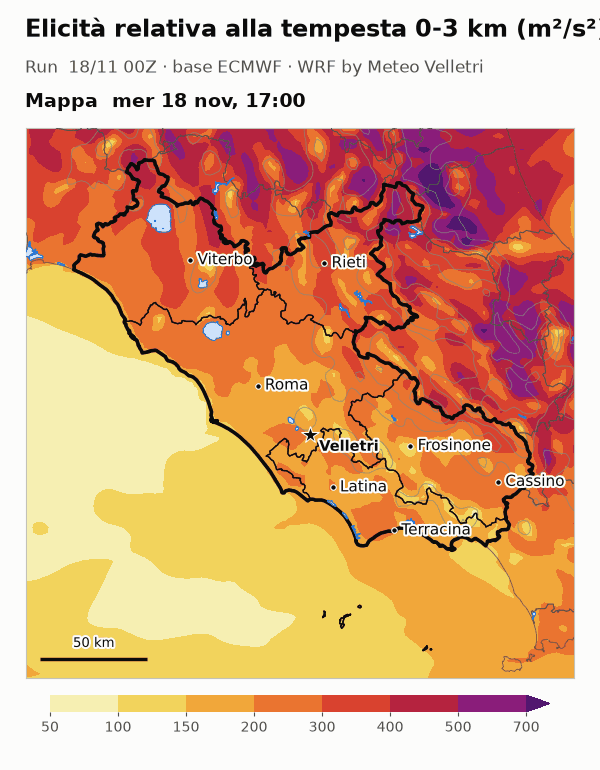 Elicità relativa alla tempesta 0-3 km (m²/s²)
Run 18/11 00Z · base ECMWF · WRF by Meteo Velletri
Mappa mer 18 nov, 17:00
Viterbo
Rieti
Roma
Velletri
Frosinone
Latina
Cassino
Terracina
50 km
50 100 150 200 300 400 500 700